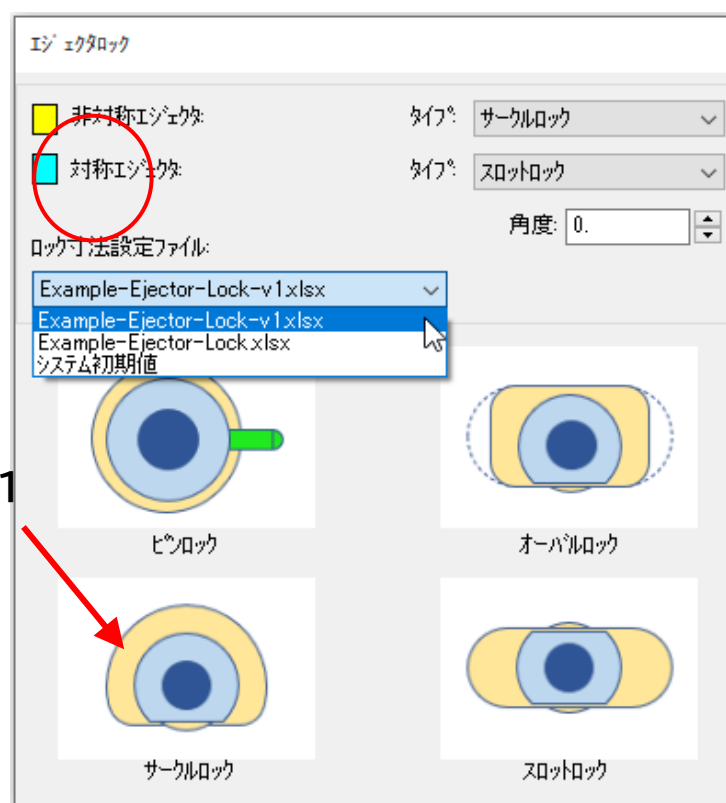 ｴｼﾞｪｸﾀﾛｯｸ
非対称ｴｼﾞｪｸﾀ: ﾀｲﾌﾟ: ｻｰｸﾙﾛｯｸ
対称ｴｼﾞｪｸﾀ: ﾀｲﾌﾟ: ｽﾛｯﾄﾛｯｸ
角度: 0.
ﾛｯｸ寸法設定ﾌｧｲﾙ:
Example-Ejector-Lock-v1.xlsx
Example-Ejector-Lock-v1.xlsx
Example-Ejector-Lock.xlsx
ｼｽﾃﾑ初期値
1
ﾋﾟﾝﾛｯｸ ｵｰﾊﾞﾙﾛｯｸ
ｻｰｸﾙﾛｯｸ ｽﾛｯﾄﾛｯｸ